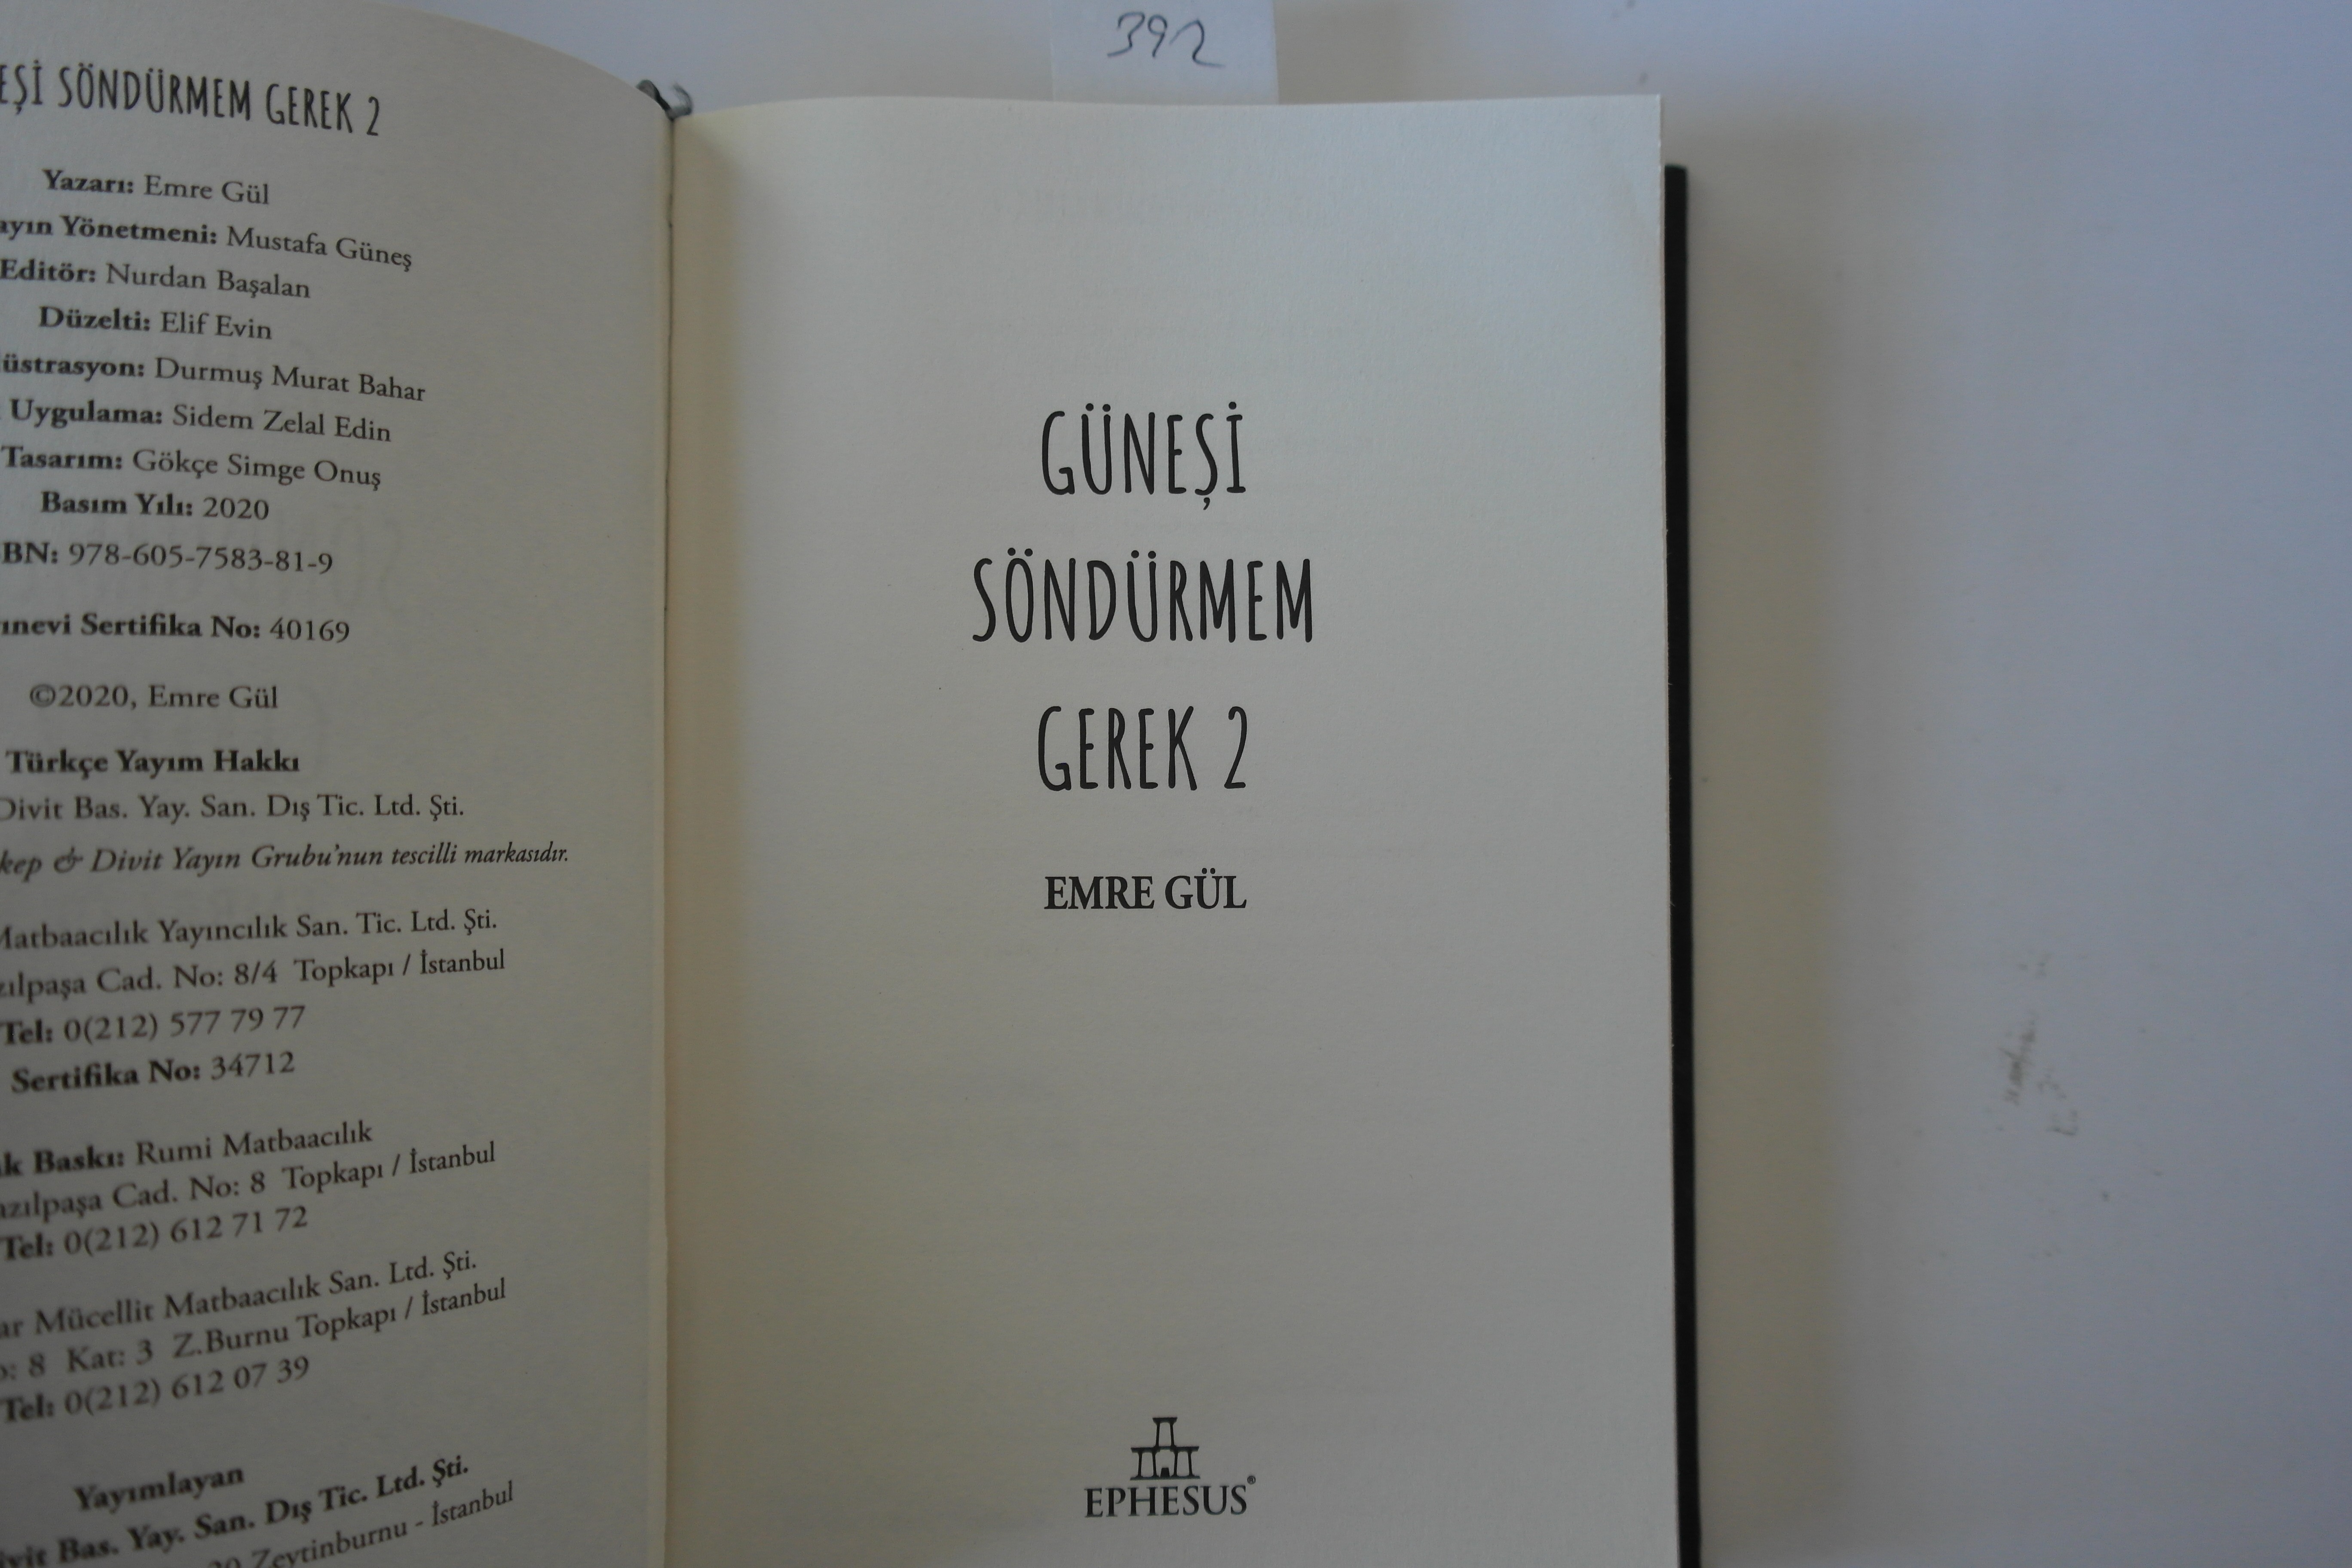 392
EŞİ SÖNDÜRMEM GEREK 2
Yazarı: Emre Gül
ayın Yönetmeni: Mustafa Güneş
Editör: Nurdan Başalan
Düzelti: Elif Evin
üstrasyon: Durmuş Murat Bahar
Uygulama: Sidem Zelal Edin
Tasarım: Gökçe Simge Onuş
Basım Yılı: 2020
BN: 978-605-7583-81-9
ınevi Sertifika No: 40169
©2020, Emre Gül
Türkçe Yayım Hakkı
Divit Bas. Yay. San. Dış Tic. Ltd. Şti.
kep & Divit Yayın Grubu'nun tescilli markasıdır.
Matbaacılık Yayıncılık San. Tic. Ltd. Şti.
zılpaşa Cad. No: 8/4 Topkapı / İstanbul
Tel: 0(212) 577 79 77
Sertifika No: 34712
k Baskı: Rumi Matbaacılık
azılpaşa Cad. No: 8 Topkapı / İstanbul
Tel: 0(212) 612 71 72
ar Mücellit Matbaacılık San. Ltd. Şti.
o: 8 Kat: 3 Z.Burnu Topkapı / İstanbul
Tel: 0(212) 612 07 39
Yayımlayan
ivit Bas. Yay. San. Dış Tic. Ltd. Şti.
Zeytinburnu - İstanbul
GÜNEŞİ
SÖNDÜRMEM
GEREK 2
EMRE GÜL
EPHESUS®